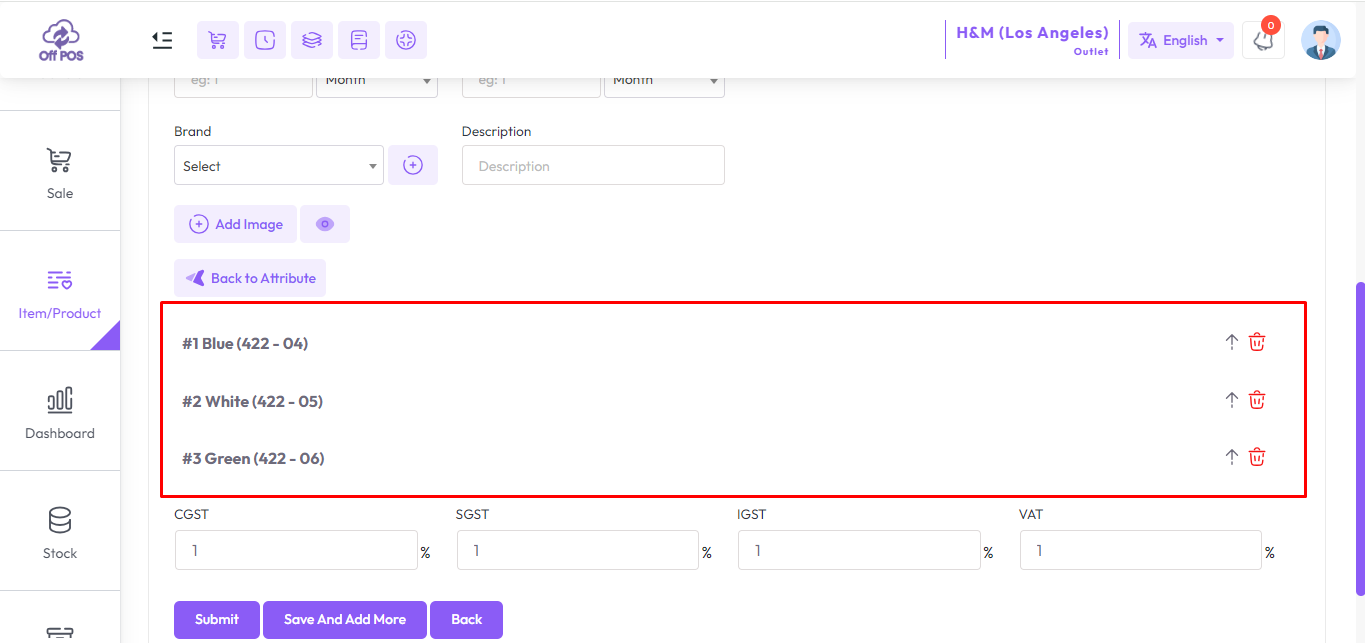 Off POS
H&M (Los Angeles)
Outlet
English
0
eg: 1
Month
eg: 1
Month
Brand
Description
Select
Description
Add Image
Back to Attribute
#1 Blue (422 - 04)
#2 White (422 - 05)
#3 Green (422 - 06)
CGST
SGST
IGST
VAT
1
%
1
%
1
%
1
%
Submit
Save And Add More
Back
Sale
Item/Product
Dashboard
Stock